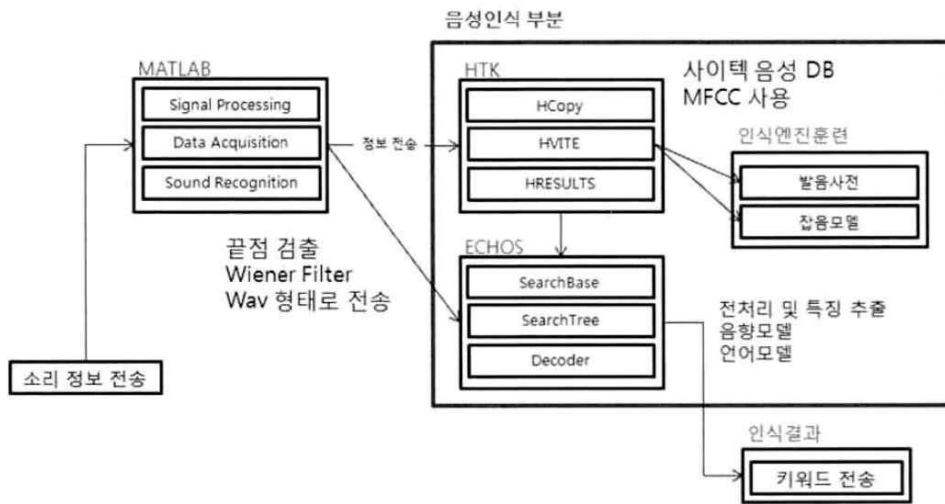 음성인식 부분
MATLAB
Signal Processing
Data Acquisition
Sound Recognition
정보 전송
HTK
HCopy
HVITE
HRESULTS
사이텍 음성 DB
MFCC 사용
인식엔진훈련
발음사전
잡음모델
끝점 검출
Wiener Filter
Wav 형태로 전송
ECHOS
SearchBase
SearchTree
Decoder
전처리 및 특징 추출
음향모델
언어모델
소리 정보 전송
인식결과
키워드 전송